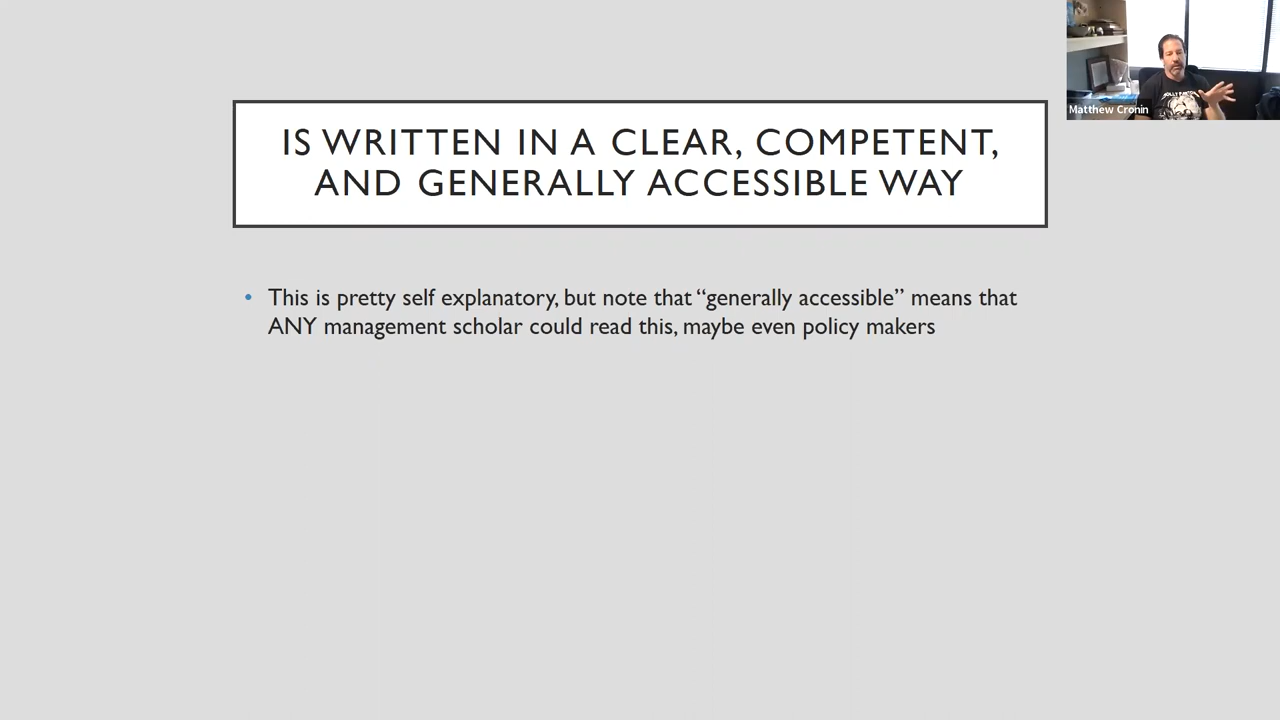 IS WRITTEN IN A CLEAR, COMPETENT,
AND GENERALLY ACCESSIBLE WAY
• This is pretty self explanatory, but note that “generally accessible” means that
ANY management scholar could read this, maybe even policy makers
Matthew Cronin